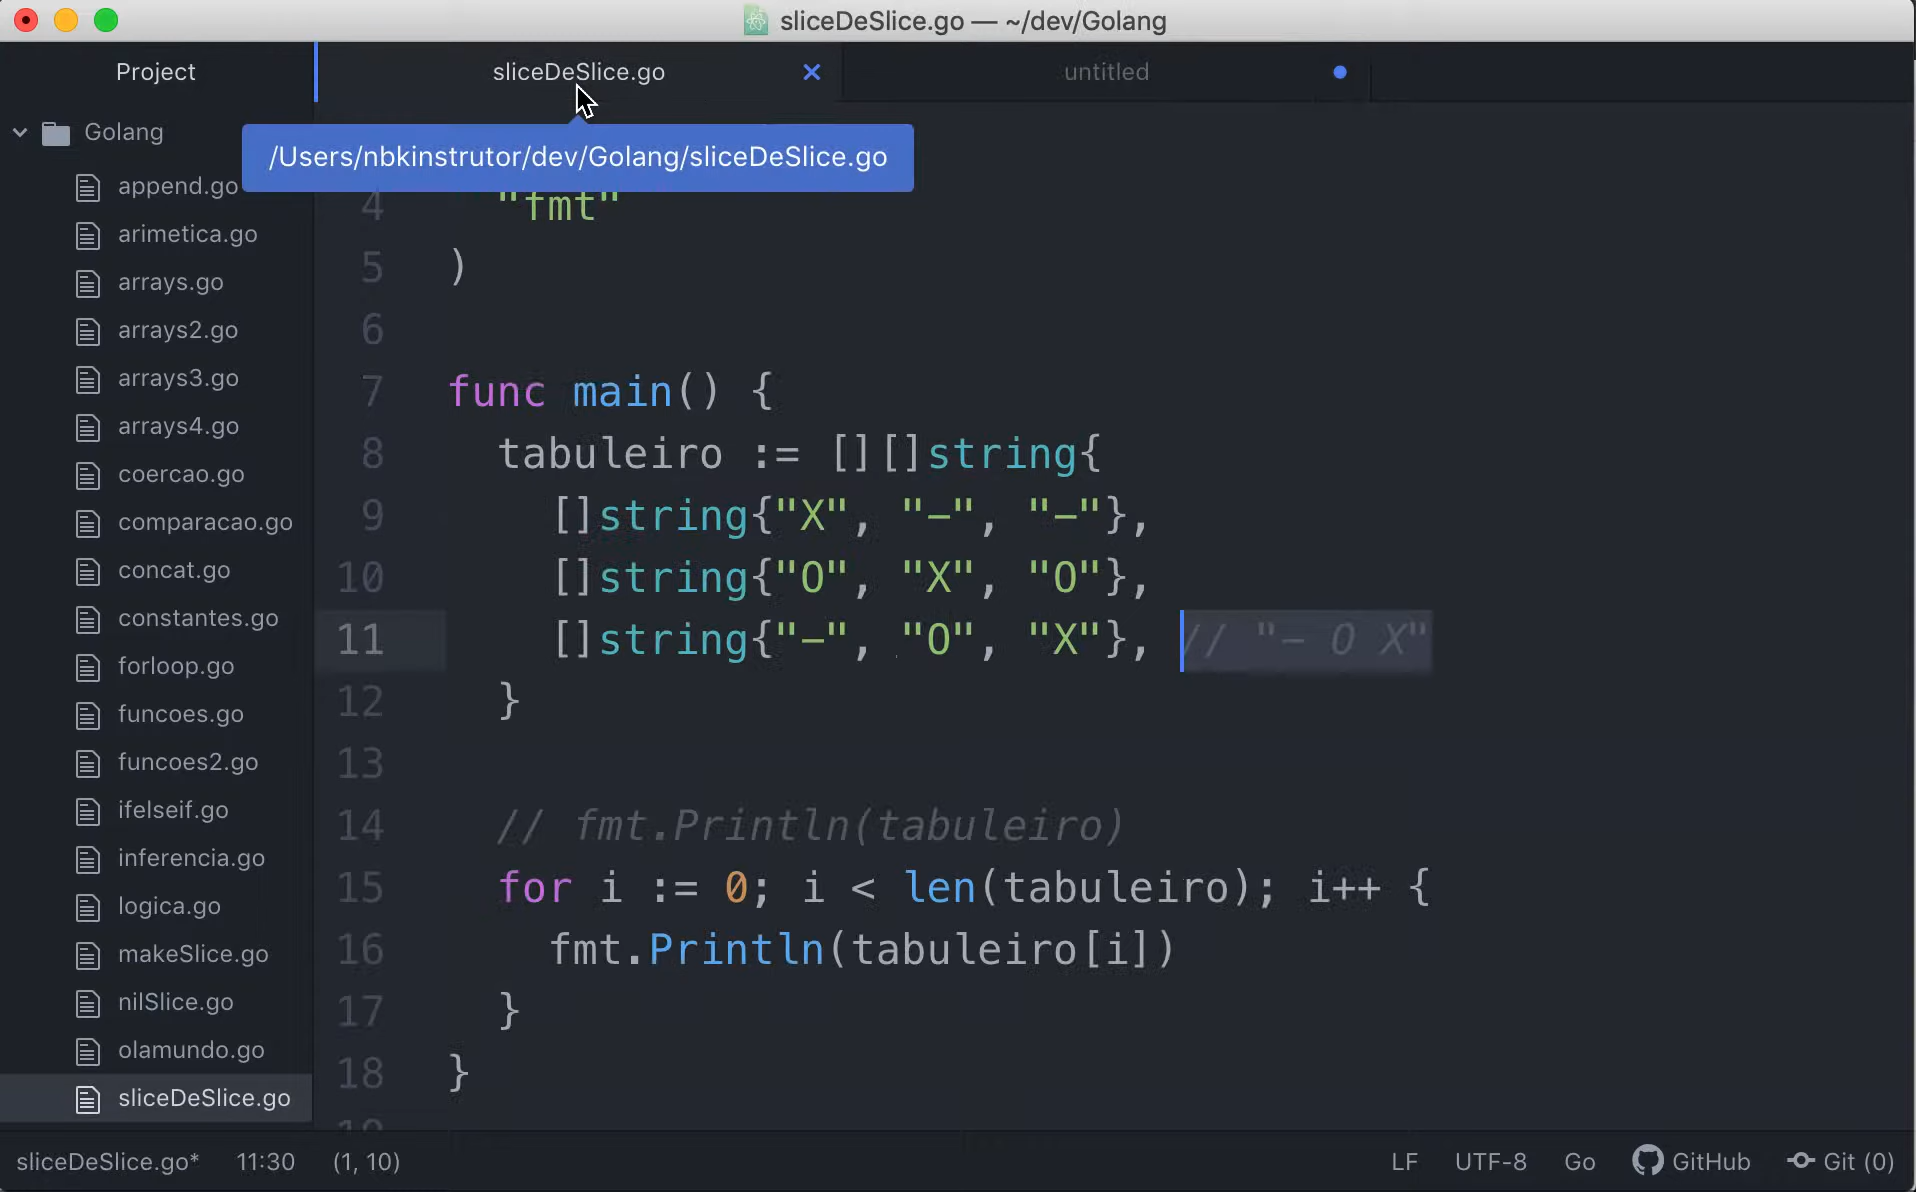 sliceDeSlice.go — ~/dev/Golang
Project
sliceDeSlice.go
untitled
/Users/nbkinstrutor/dev/Golang/sliceDeSlice.go
Golang
append.go
arimetica.go
arrays.go
arrays2.go
arrays3.go
arrays4.go
coercao.go
comparacao.go
concat.go
constantes.go
forloop.go
funcoes.go
funcoes2.go
ifelseif.go
inferencia.go
logica.go
makeSlice.go
nilSlice.go
olamundo.go
sliceDeSlice.go
4 "fmt"
5 )
6
7 func main() {
8 tabuleiro := [][]string{
9 []string{"X", "-", "-"},
10 []string{"O", "X", "O"},
11 []string{"-", "O", "X"}, // "- O X"
12 }
13
14 // fmt.Println(tabuleiro)
15 for i := 0; i < len(tabuleiro); i++ {
16 fmt.Println(tabuleiro[i])
17 }
18 }
sliceDeSlice.go* 11:30 (1, 10) LF UTF-8 Go GitHub Git (0)